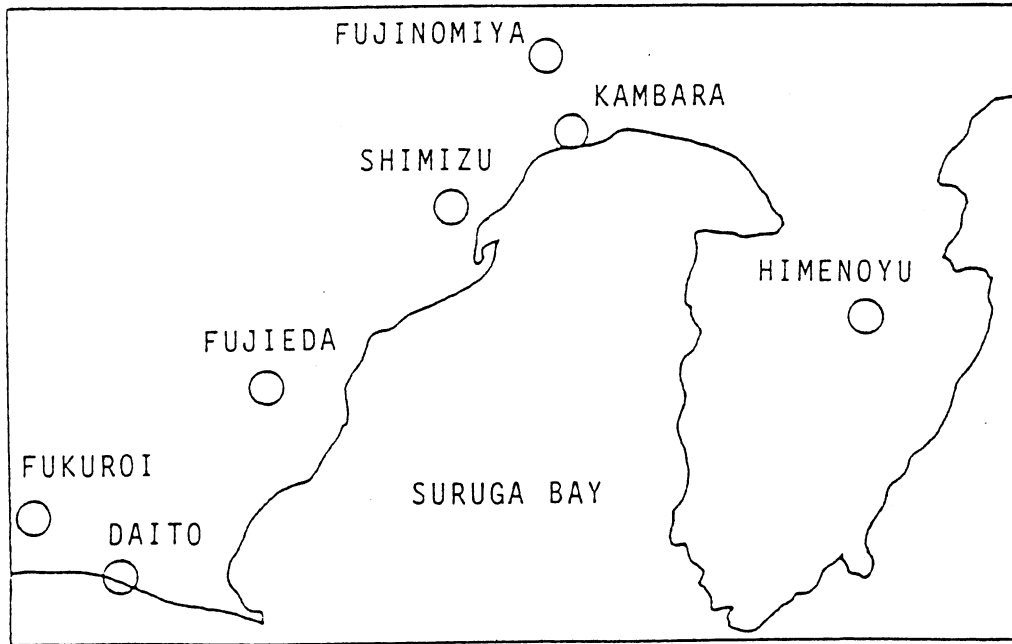 FUJINOMIYA
KAMBARA
SHIMIZU
HIMENOYU
FUJIEDA
FUKUROI
SURUGA BAY
DAITO